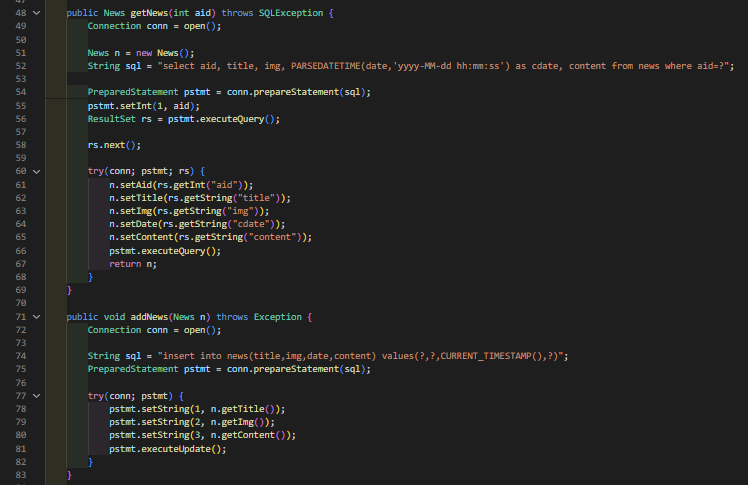 48 public News getNews(int aid) throws SQLException {
49 Connection conn = open();
50
51 News n = new News();
52 String sql = "select aid, title, img, PARSEDATETIME(date,'yyyy-MM-dd hh:mm:ss') as cdate, content from news where aid=?";
53
54 PreparedStatement pstmt = conn.prepareStatement(sql);
55 pstmt.setInt(1, aid);
56 ResultSet rs = pstmt.executeQuery();
57
58 rs.next();
59
60 try(conn; pstmt; rs) {
61 n.setAid(rs.getInt("aid"));
62 n.setTitle(rs.getString("title"));
63 n.setImg(rs.getString("img"));
64 n.setDate(rs.getString("cdate"));
65 n.setContent(rs.getString("content"));
66 pstmt.executeQuery();
67 return n;
68 }
69 }
70
71 public void addNews(News n) throws Exception {
72 Connection conn = open();
73
74 String sql = "insert into news(title,img,date,content) values(?,?,CURRENT_TIMESTAMP(),?)";
75 PreparedStatement pstmt = conn.prepareStatement(sql);
76
77 try(conn; pstmt) {
78 pstmt.setString(1, n.getTitle());
79 pstmt.setString(2, n.getImg());
80 pstmt.setString(3, n.getContent());
81 pstmt.executeUpdate();
82 }
83 }